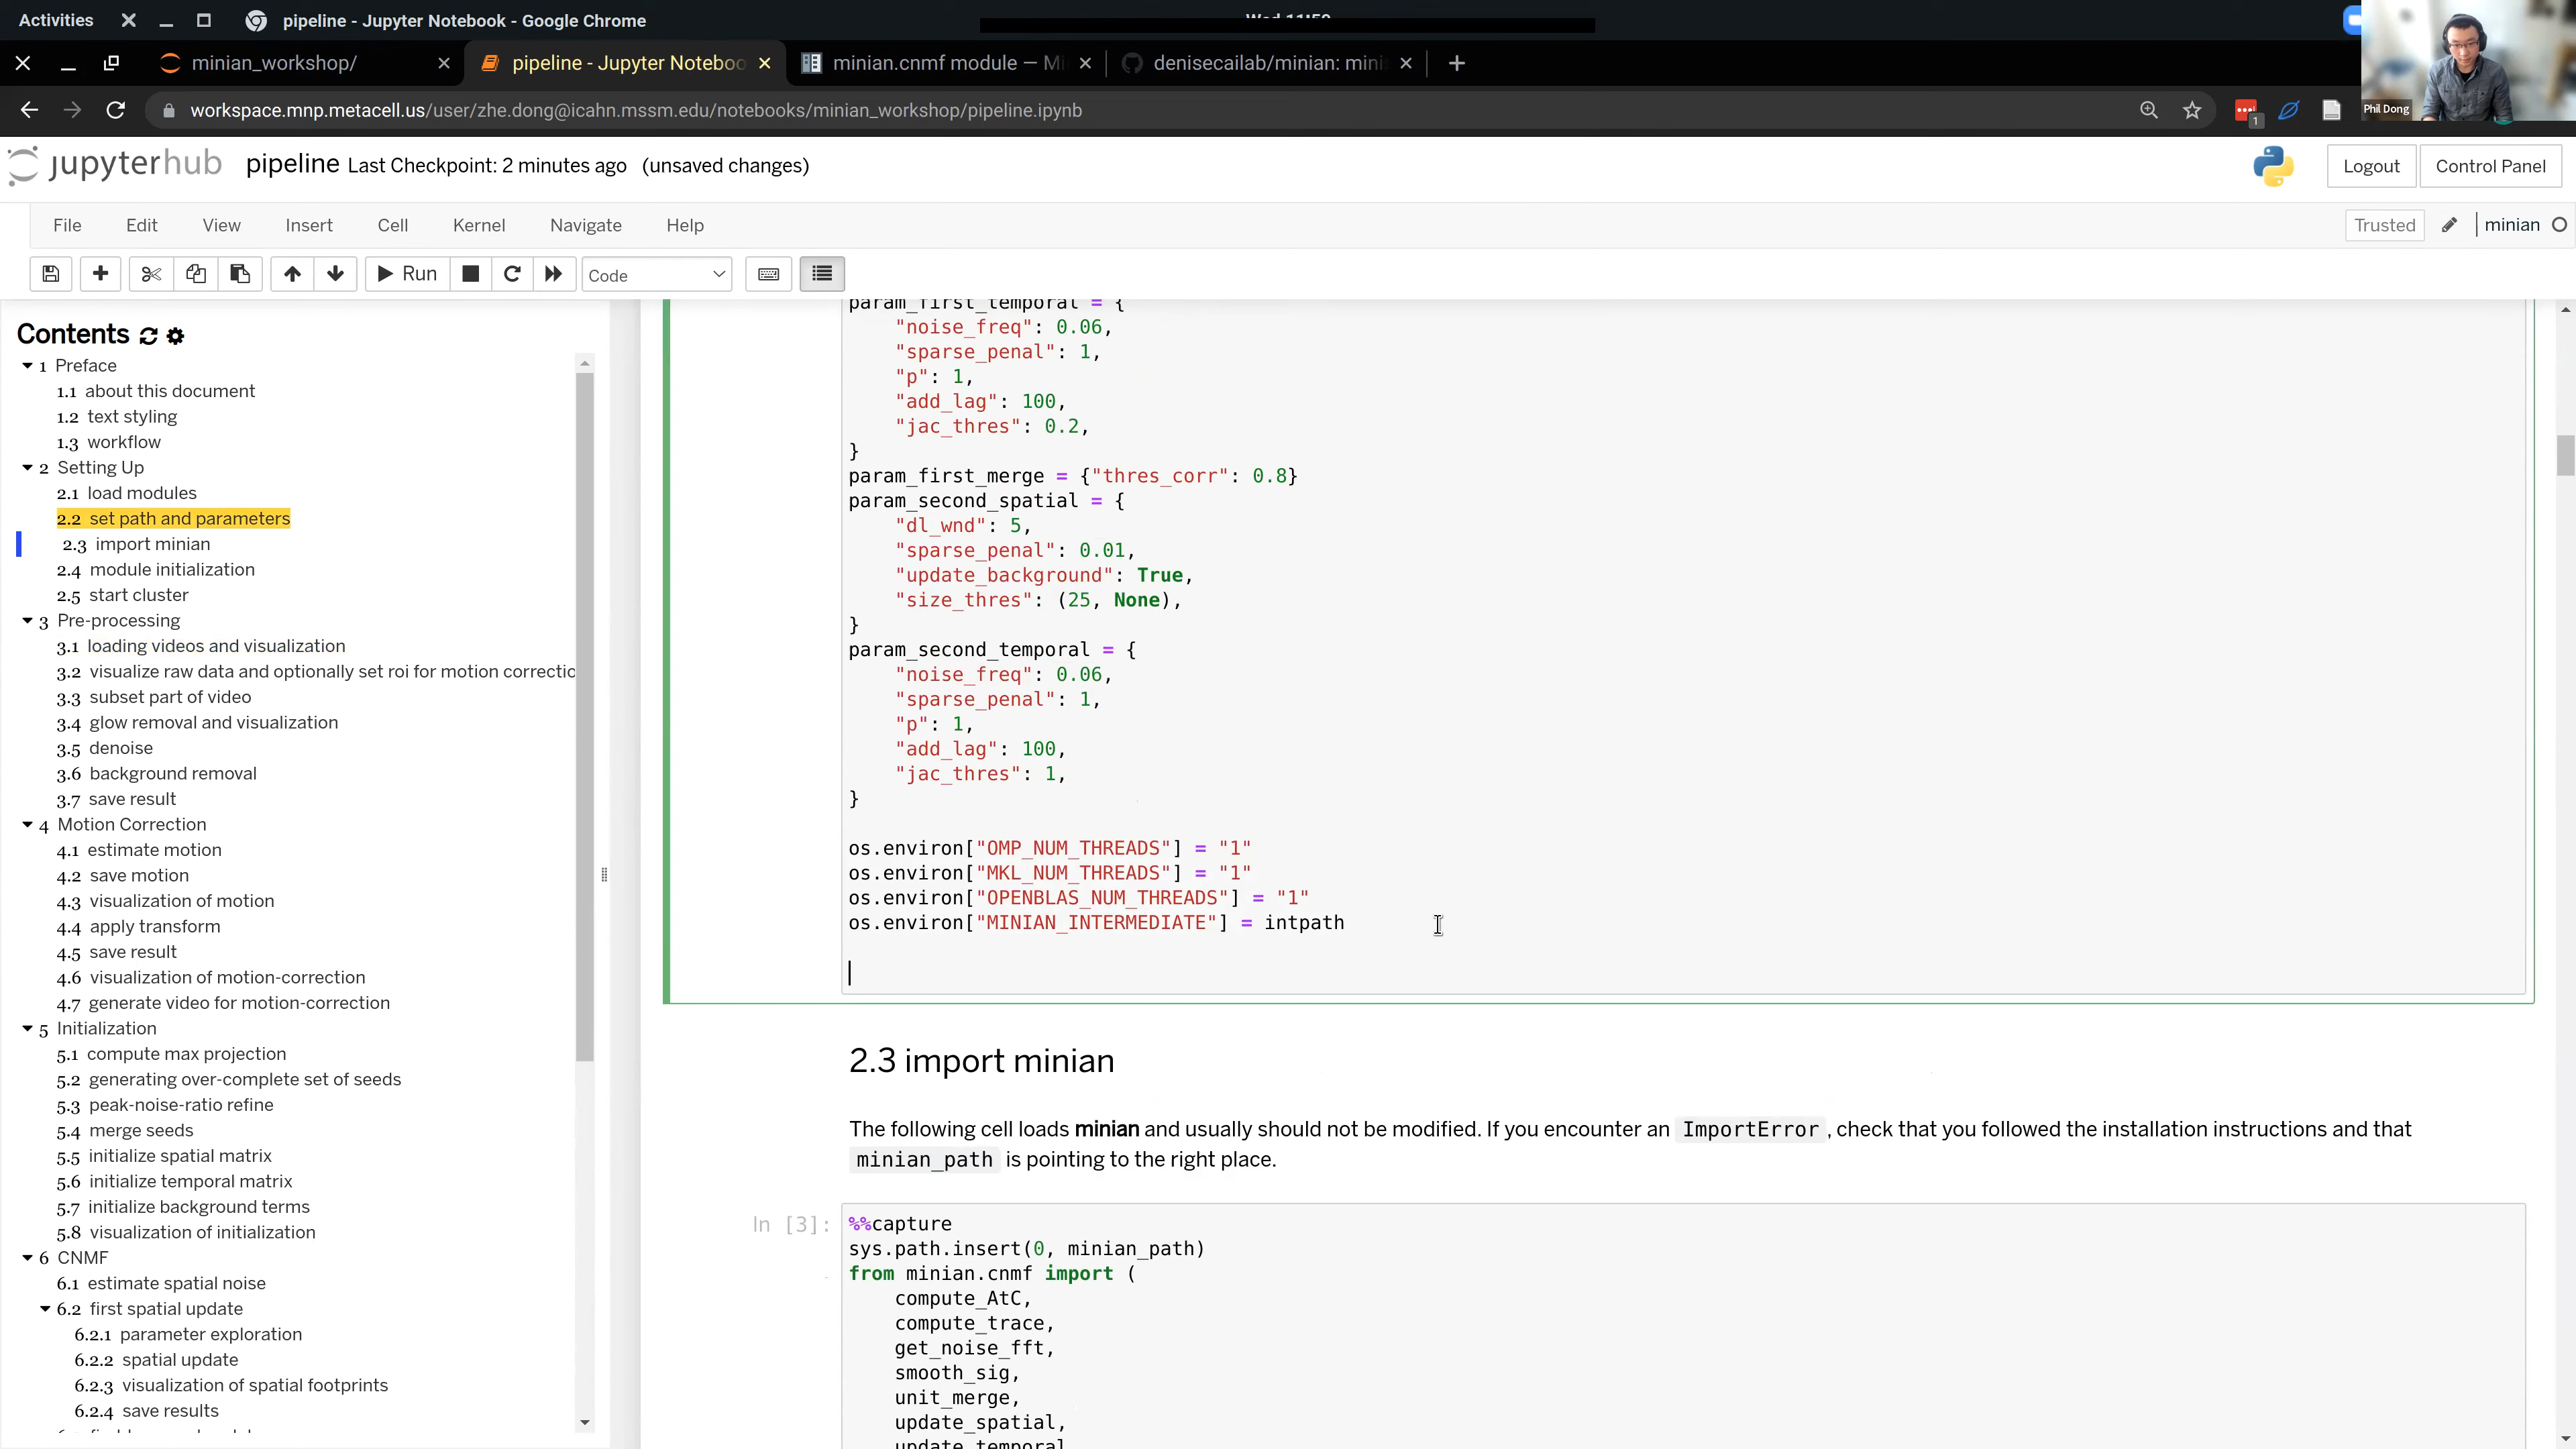 Activities
pipeline - Jupyter Notebook - Google Chrome
minian_workshop/
pipeline - Jupyter Noteboo
minian.cnmf module — Mi
denisecailab/minian: mini
workspace.mnp.metacell.us/user/zhe.dong@icahn.mssm.edu/notebooks/minian_workshop/pipeline.ipynb
1
Phil Dong
jupyterhub
pipeline Last Checkpoint: 2 minutes ago (unsaved changes)
Logout
Control Panel
File Edit View Insert Cell Kernel Navigate Help
Trusted
minian
Run
Code
Contents
1 Preface
1.1 about this document
1.2 text styling
1.3 workflow
2 Setting Up
2.1 load modules
2.2 set path and parameters
2.3 import minian
2.4 module initialization
2.5 start cluster
3 Pre-processing
3.1 loading videos and visualization
3.2 visualize raw data and optionally set roi for motion correctio
3.3 subset part of video
3.4 glow removal and visualization
3.5 denoise
3.6 background removal
3.7 save result
4 Motion Correction
4.1 estimate motion
4.2 save motion
4.3 visualization of motion
4.4 apply transform
4.5 save result
4.6 visualization of motion-correction
4.7 generate video for motion-correction
5 Initialization
5.1 compute max projection
5.2 generating over-complete set of seeds
5.3 peak-noise-ratio refine
5.4 merge seeds
5.5 initialize spatial matrix
5.6 initialize temporal matrix
5.7 initialize background terms
5.8 visualization of initialization
6 CNMF
6.1 estimate spatial noise
6.2 first spatial update
6.2.1 parameter exploration
6.2.2 spatial update
6.2.3 visualization of spatial footprints
6.2.4 save results
param_first_temporal = {
"noise_freq": 0.06,
"sparse_penal": 1,
"p": 1,
"add_lag": 100,
"jac_thres": 0.2,
}
param_first_merge = {"thres_corr": 0.8}
param_second_spatial = {
"dl_wnd": 5,
"sparse_penal": 0.01,
"update_background": True,
"size_thres": (25, None),
}
param_second_temporal = {
"noise_freq": 0.06,
"sparse_penal": 1,
"p": 1,
"add_lag": 100,
"jac_thres": 1,
}
os.environ["OMP_NUM_THREADS"] = "1"
os.environ["MKL_NUM_THREADS"] = "1"
os.environ["OPENBLAS_NUM_THREADS"] = "1"
os.environ["MINIAN_INTERMEDIATE"] = intpath
2.3 import minian
The following cell loads minian and usually should not be modified. If you encounter an ImportError, check that you followed the installation instructions and that
minian_path is pointing to the right place.
In [3]:
%%capture
sys.path.insert(0, minian_path)
from minian.cnmf import (
compute_AtC,
compute_trace,
get_noise_fft,
smooth_sig,
unit_merge,
update_spatial,
update_temporal